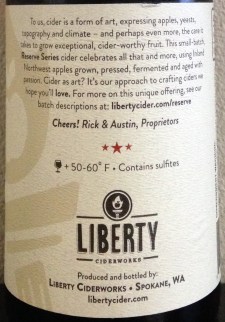 To us, cider is a form of art, expressing apples, yeasts,
topography and climate – and perhaps even more, the care it
takes to grow exceptional, cider-worthy fruit. This small-batch,
Reserve Series cider celebrates all that and more, using Inland
Northwest apples grown, pressed, fermented and aged with
passion. Cider as art? It's our approach to crafting ciders we
hope you'll love. For more on this unique offering, see our
batch descriptions at: libertycider.com/reserve
Cheers! Rick & Austin, Proprietors
+ 50-60° F • Contains sulfites
LIBERTY
CIDERWORKS
Produced and bottled by:
LIBERTY CIDERWORKS • SPOKANE, WA
libertycider.com